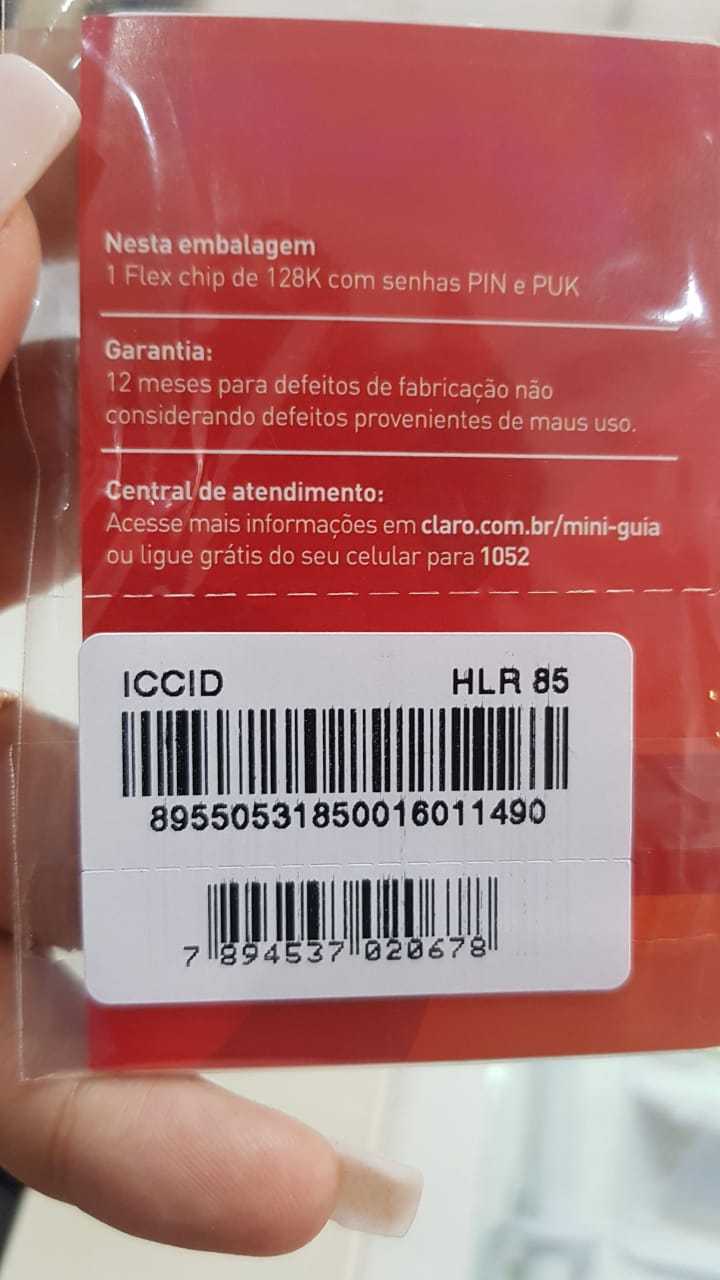 Nesta embalagem
1 Flex chip de 128K com senhas PIN e PUK
Garantia:
12 meses para defeitos de fabricação não
considerando defeitos provenientes de maus uso.
Central de atendimento:
Acesse mais informações em claro.com.br/mini-guia
ou ligue grátis do seu celular para 1052
ICCID HLR 85
89550531850016011490
7 894537 020678